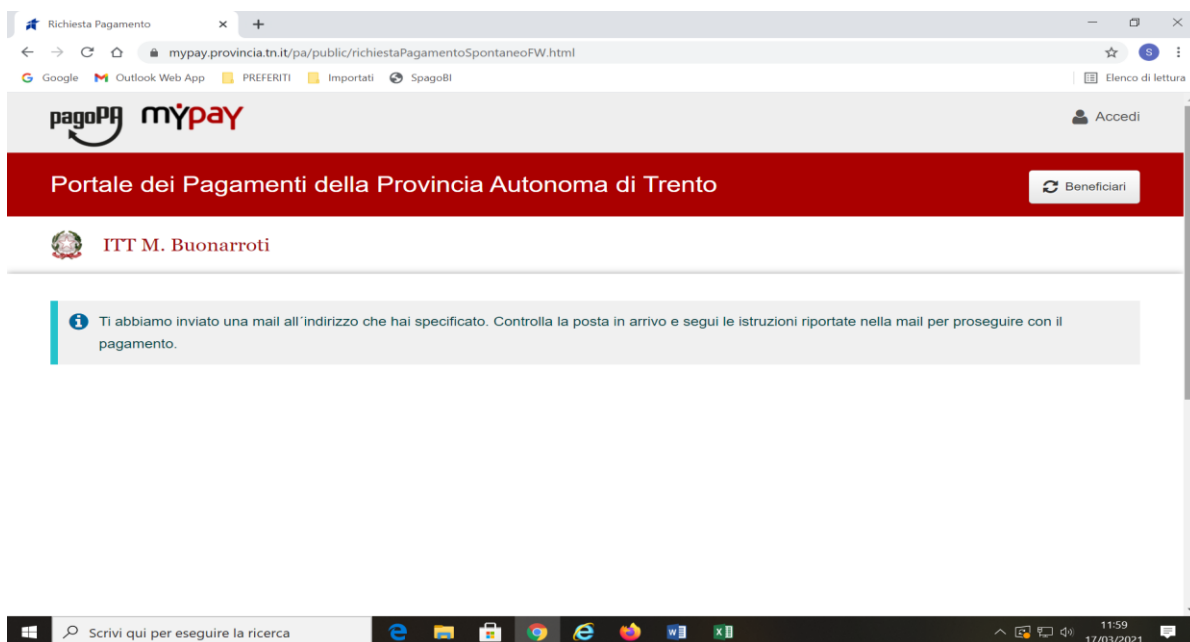 Richiesta Pagamento
mypay.provincia.tn.it/pa/public/richiestaPagamentoSpontaneoFW.html
S
Google Outlook Web App PREFERITI Importati SpagoBI Elenco di lettura
pagoPA mypay Accedi
Portale dei Pagamenti della Provincia Autonoma di Trento Beneficiari
ITT M. Buonarroti
Ti abbiamo inviato una mail all´indirizzo che hai specificato. Controlla la posta in arrivo e segui le istruzioni riportate nella mail per proseguire con il
pagamento.
Scrivi qui per eseguire la ricerca
11:59
17/03/2021